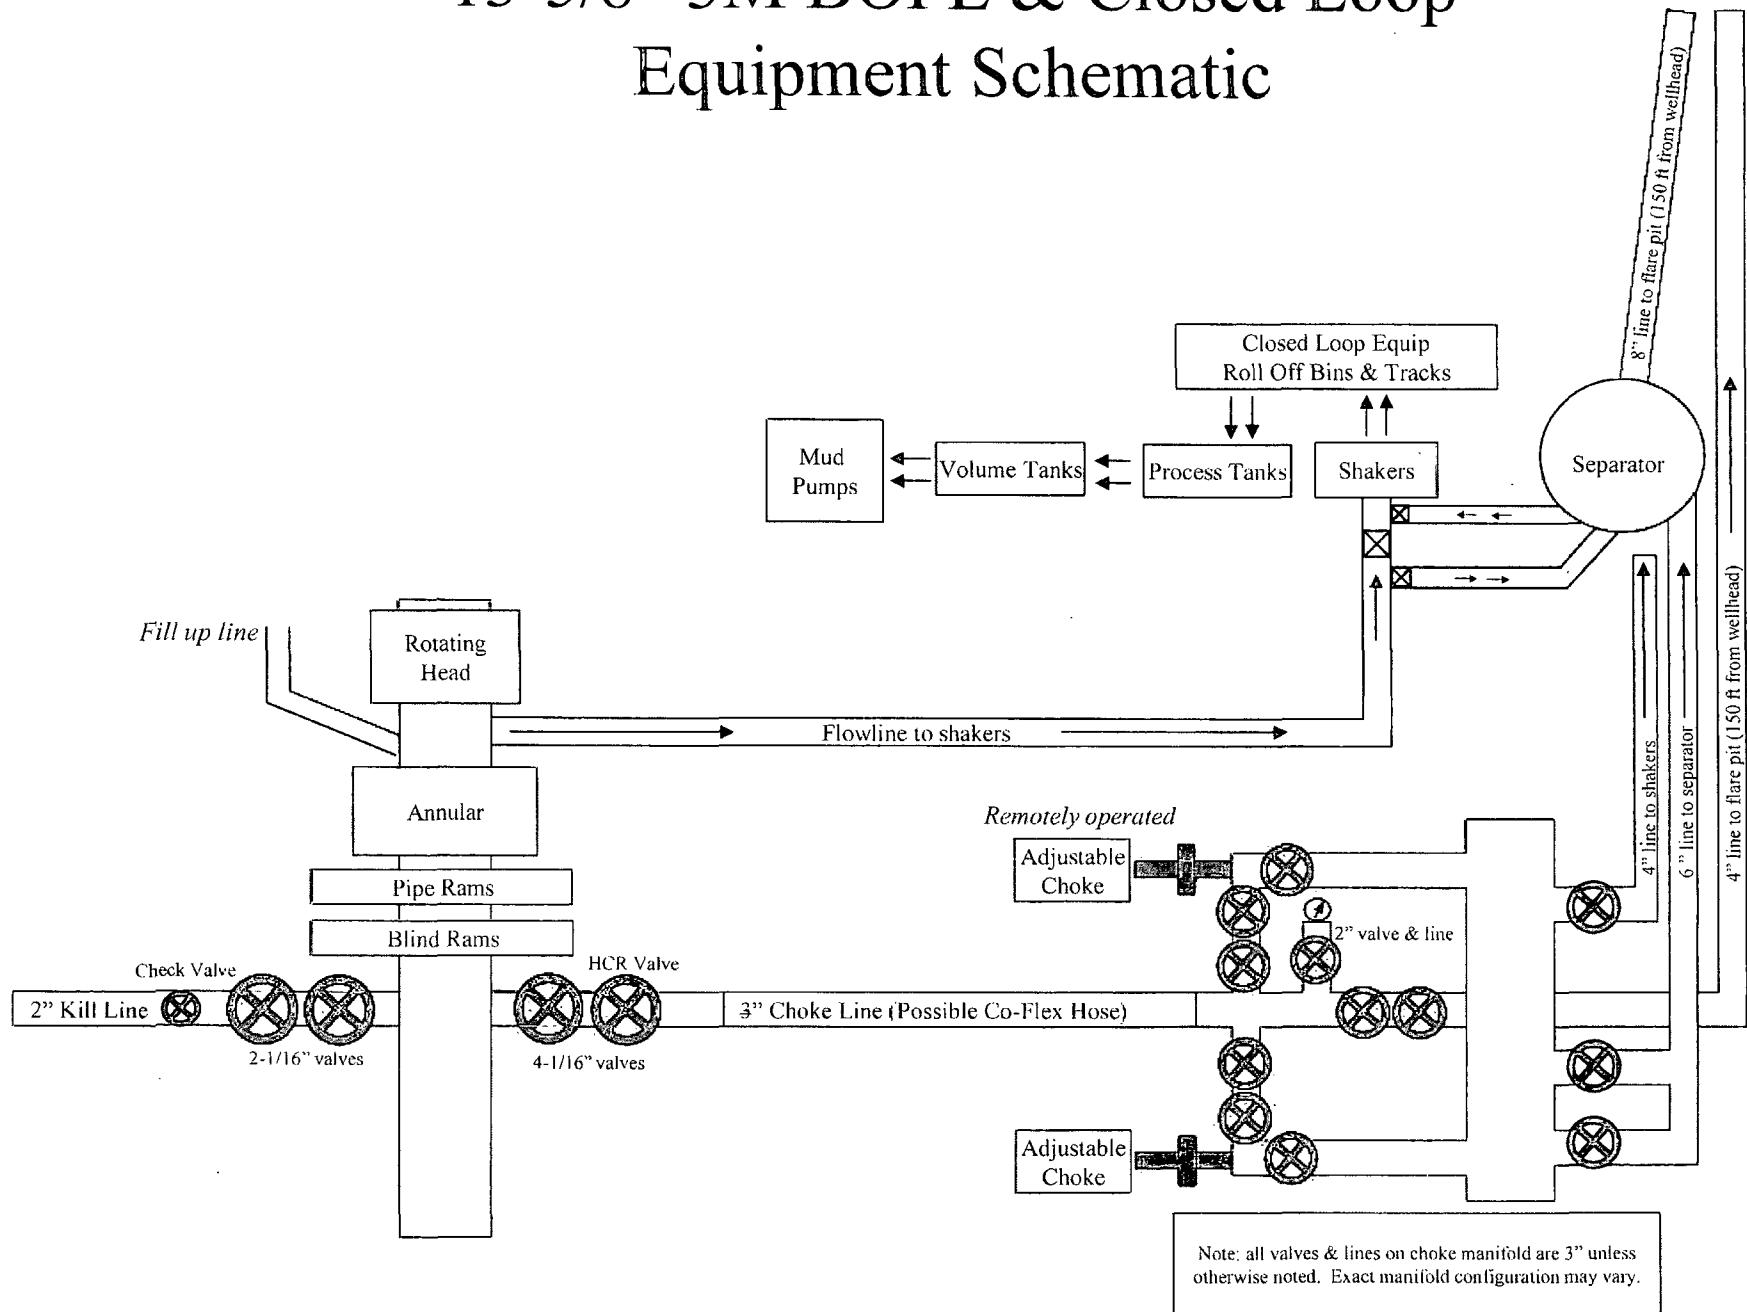 BOPE & Closed Loop
Equipment Schematic
8” line to flare pit (150 ft from wellhead)
Closed Loop Equip
Roll Off Bins & Tracks
Mud
Pumps
Volume Tanks
Process Tanks
Shakers
Separator
Fill up line
Rotating
Head
Flowline to shakers
4” line to shakers
6” line to separator
4” line to flare pit (150 ft from wellhead)
Annular
Remotely operated
Adjustable
Choke
Pipe Rams
Blind Rams
2” valve & line
Check Valve
HCR Valve
2” Kill Line
3” Choke Line (Possible Co-Flex Hose)
2-1/16” valves
4-1/16” valves
Adjustable
Choke
Note: all valves & lines on choke manifold are 3” unless
otherwise noted. Exact manifold configuration may vary.